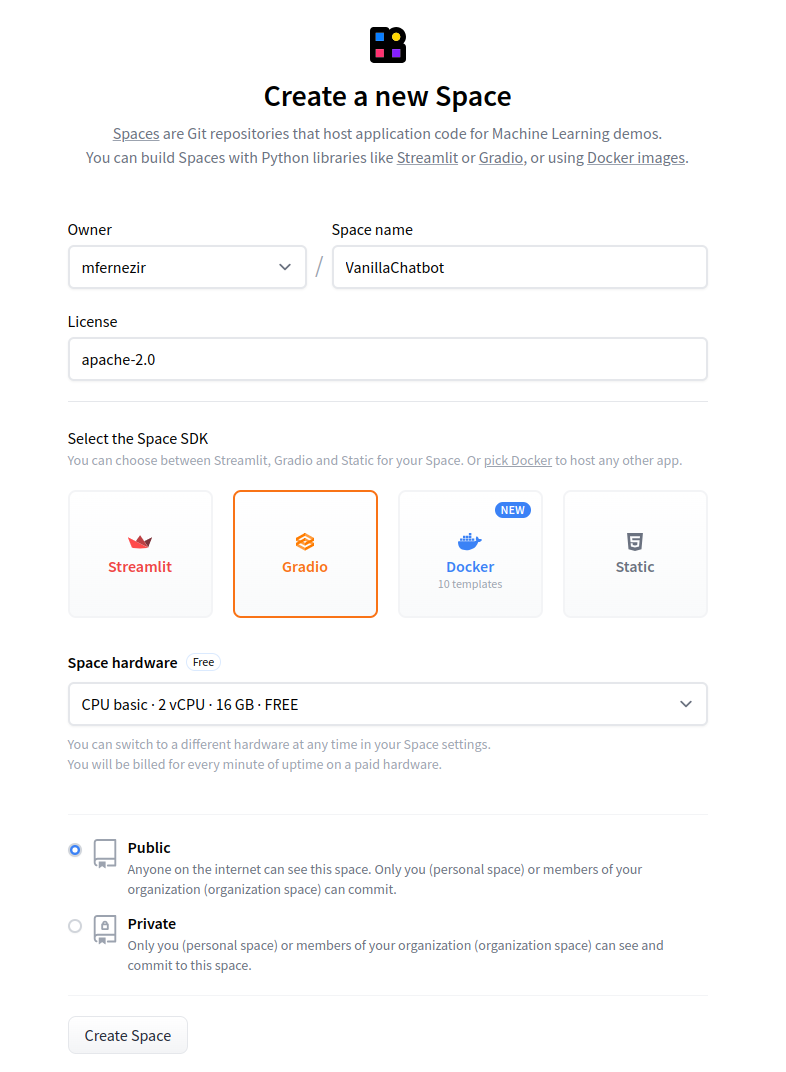 Create a new Space
Spaces are Git repositories that host application code for Machine Learning demos.
You can build Spaces with Python libraries like Streamlit or Gradio, or using Docker images.
Owner
Space name
mfernezir
/
VanillaChatbot
License
apache-2.0
Select the Space SDK
You can choose between Streamlit, Gradio and Static for your Space. Or pick Docker to host any other app.
Streamlit
Gradio
NEW
Docker
10 templates
Static
Space hardware Free
CPU basic · 2 vCPU · 16 GB · FREE
You can switch to a different hardware at any time in your Space settings.
You will be billed for every minute of uptime on a paid hardware.
Public
Anyone on the internet can see this space. Only you (personal space) or members of your
organization (organization space) can commit.
Private
Only you (personal space) or members of your organization (organization space) can see and
commit to this space.
Create Space